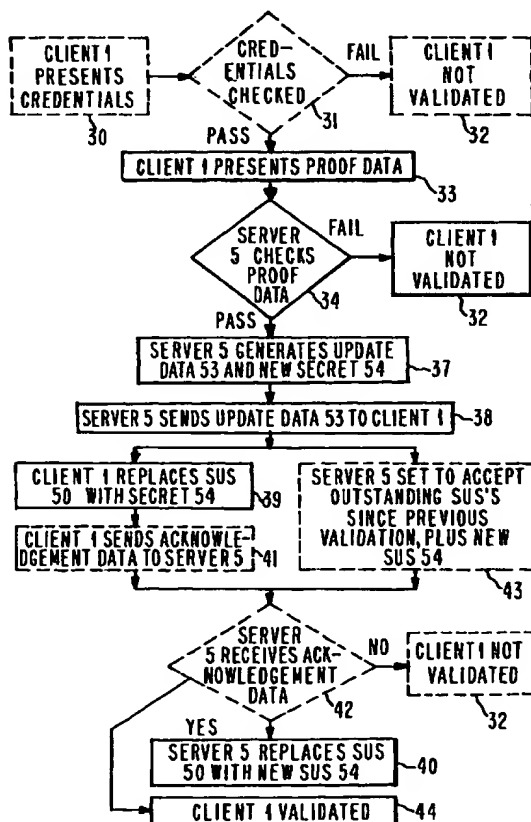 CLIENT 1
PRESENTS
CREDENTIALS
30
CRED-
ENTIALS
CHECKED
31
FAIL
CLIENT 1
NOT
VALIDATED
32
PASS
CLIENT 1 PRESENTS PROOF DATA
33
SERVER
5 CHECKS
PROOF
DATA
34
FAIL
CLIENT 1
NOT
VALIDATED
32
PASS
SERVER 5 GENERATES UPDATE
DATA 53 AND NEW SECRET 54
37
SERVER 5 SENDS UPDATE DATA 53 TO CLIENT 1
38
CLIENT 1 REPLACES SUS
50 WITH SECRET 54
39
CLIENT 1 SENDS ACKNOWLE-
DGEMENT DATA TO SERVER 5
41
SERVER 5 SET TO ACCEPT
OUTSTANDING SUS'S
SINCE PREVIOUS
VALIDATION, PLUS NEW
SUS 54
43
SERVER
5 RECEIVES ACK-
NOWLEDGEMENT
DATA
42
NO
CLIENT 1 NOT
VALIDATED
32
YES
SERVER 5 REPLACES SUS
50 WITH NEW SUS 54
40
CLIENT 1 VALIDATED
44